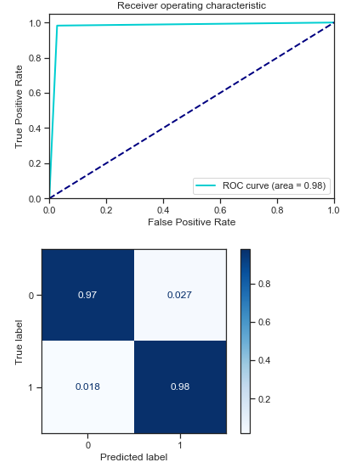 Receiver operating characteristic
1.0
0.8
0.6
0.4
0.2
0.0
True Positive Rate
ROC curve (area = 0.98)
0.0 0.2 0.4 0.6 0.8 1.0
False Positive Rate
0 0.97 0.027
1 0.018 0.98
True label
0 1
Predicted label
0.8
0.6
0.4
0.2